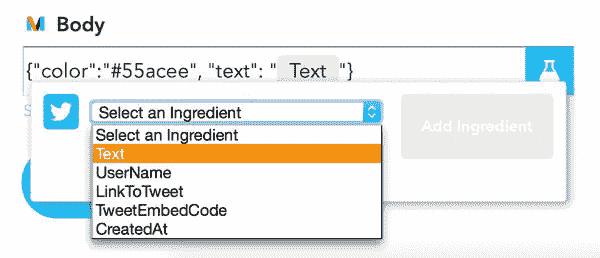 Body
{"color":"#55acee", "text": " Text "}
Select an Ingredient
Add Ingredient
Select an Ingredient
Text
UserName
LinkToTweet
TweetEmbedCode
CreatedAt